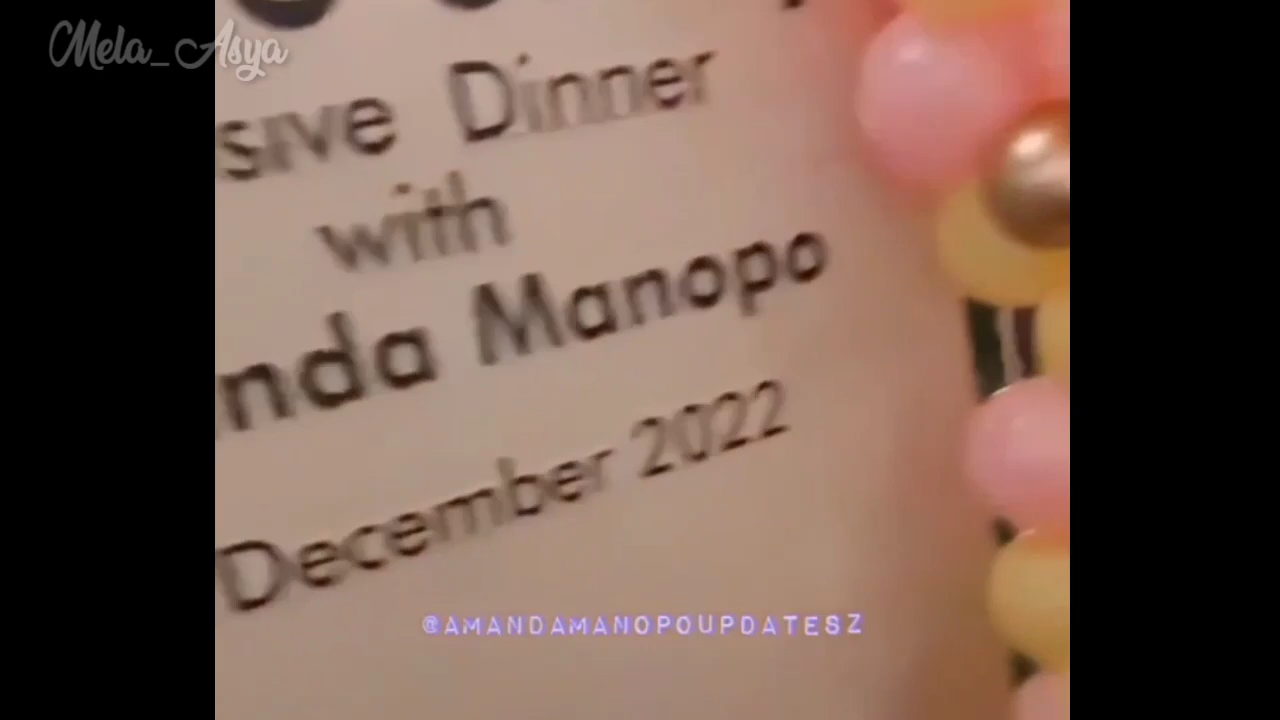 Mela_Asya
sive Dinner
with
nda Manopo
December 2022
@AMANDAMANOPOUPDATESZ